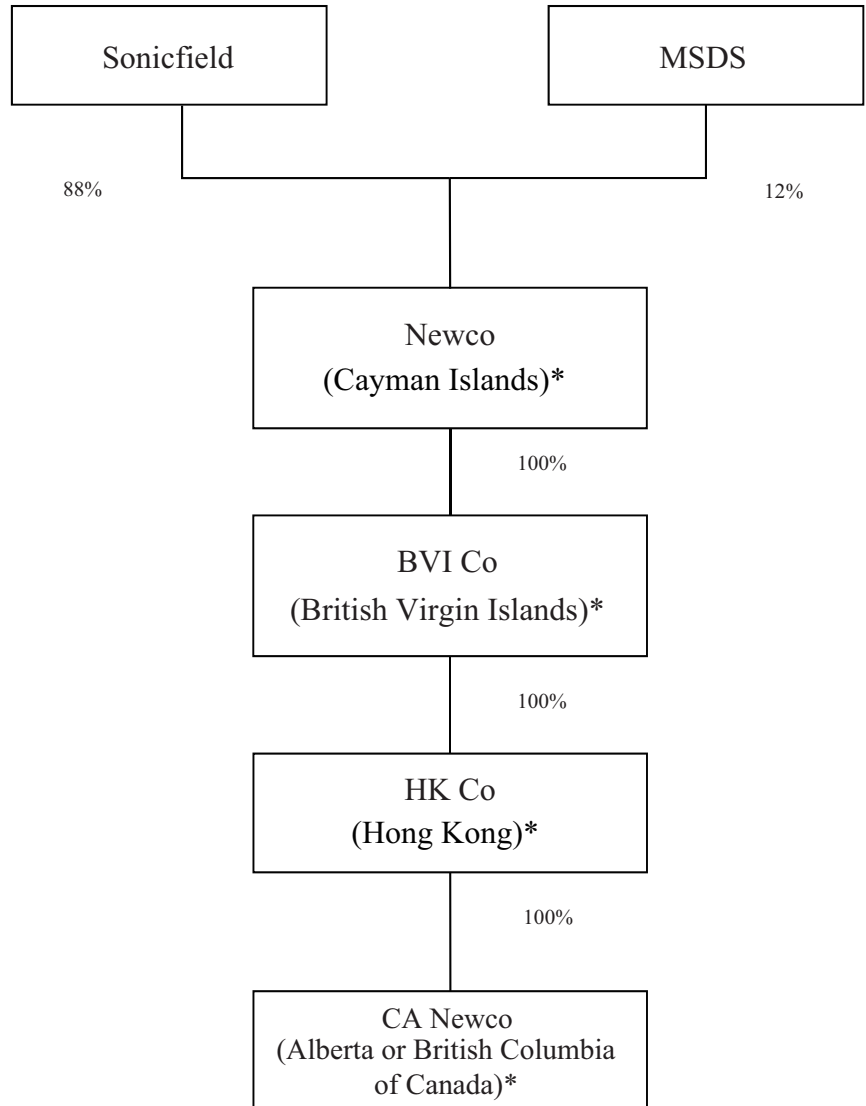 Sonicfield
MSDS
88%
12%
Newco
(Cayman Islands)*
100%
BVI Co
(British Virgin Islands)*
100%
HK Co
(Hong Kong)*
100%
CA Newco
(Alberta or British Columbia
of Canada)*